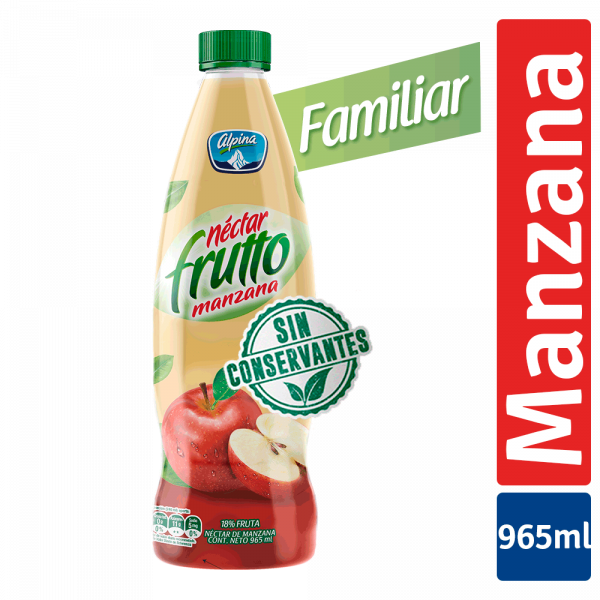 Familiar
alpina
néctar
frutto
manzana
SIN
CONSERVANTES
18% FRUTA
NÉCTAR DE MANZANA
CONT. NETO 965 ml
Manzana
965ml